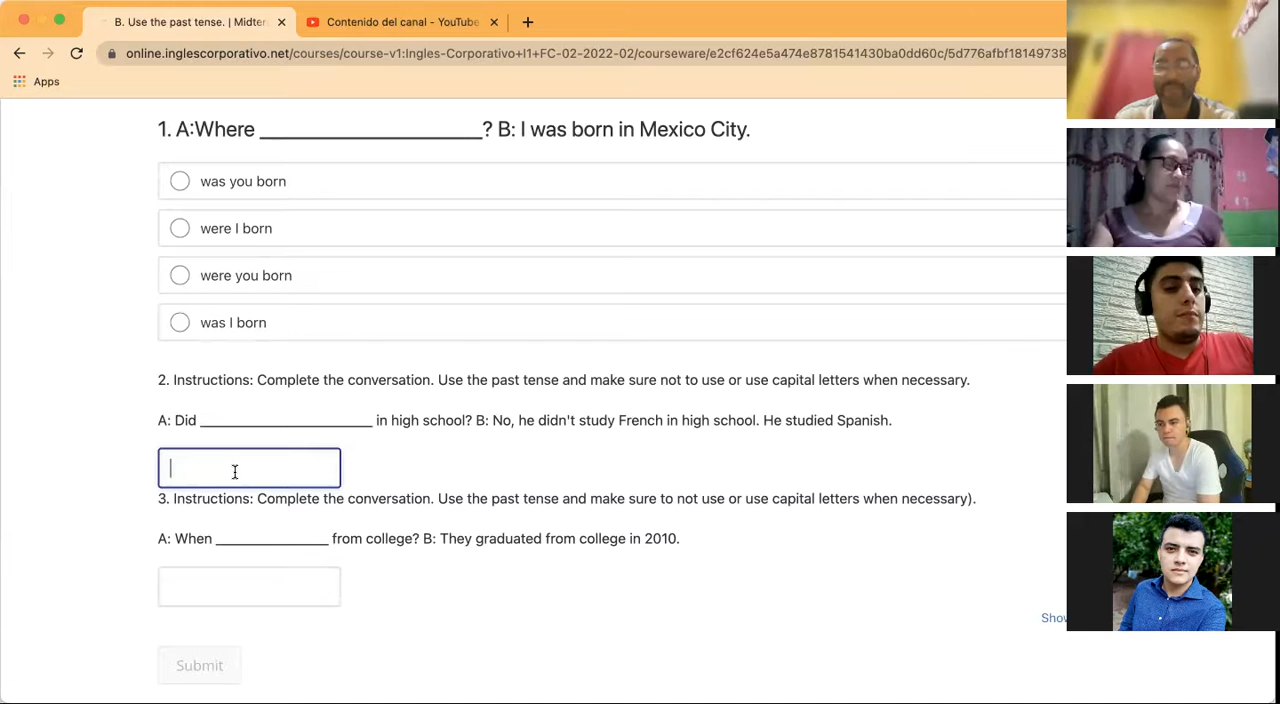 B. Use the past tense. | Midter
Contenido del canal - YouTube
online.inglescorporativo.net/courses/course-v1:Ingles-Corporativo+I1+FC-02-2022-02/courseware/e2cf624e5a474e8781541430ba0dd60c/5d776afbf18149738
Apps
1. A:Where ____________________? B: I was born in Mexico City.
was you born
were I born
were you born
was I born
2. Instructions: Complete the conversation. Use the past tense and make sure not to use or use capital letters when necessary.
A: Did ____________________ in high school? B: No, he didn't study French in high school. He studied Spanish.
3. Instructions: Complete the conversation. Use the past tense and make sure to not use or use capital letters when necessary).
A: When _____________ from college? B: They graduated from college in 2010.
Show
Submit